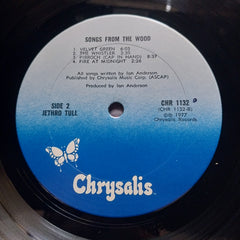 SONGS FROM THE WOOD
1. VELVET GREEN 6:03
2. THE WHISTLER 3:30
3. PIBROCH (CAP IN HAND) 8:37
4. FIRE AT MIDNIGHT 2:26
All songs written by Ian Anderson
Published by Chrysalis Music Corp. (ASCAP)
Produced by Ian Anderson
SIDE 2
JETHRO TULL
CHR 1132
(CHR-1132-B)
℗ 1977
Chrysalis Records
Chrysalis